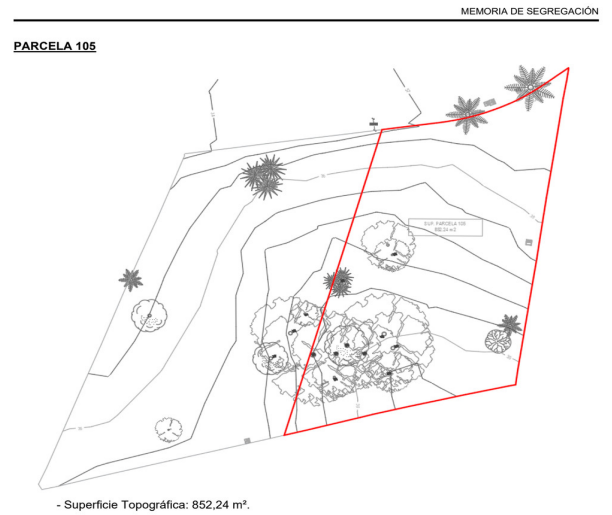 MEMORIA DE SEGREGACIÓN
PARCELA 105
SUP. PARCELA 105
852,24 m2
- Superficie Topográfica: 852,24 m².